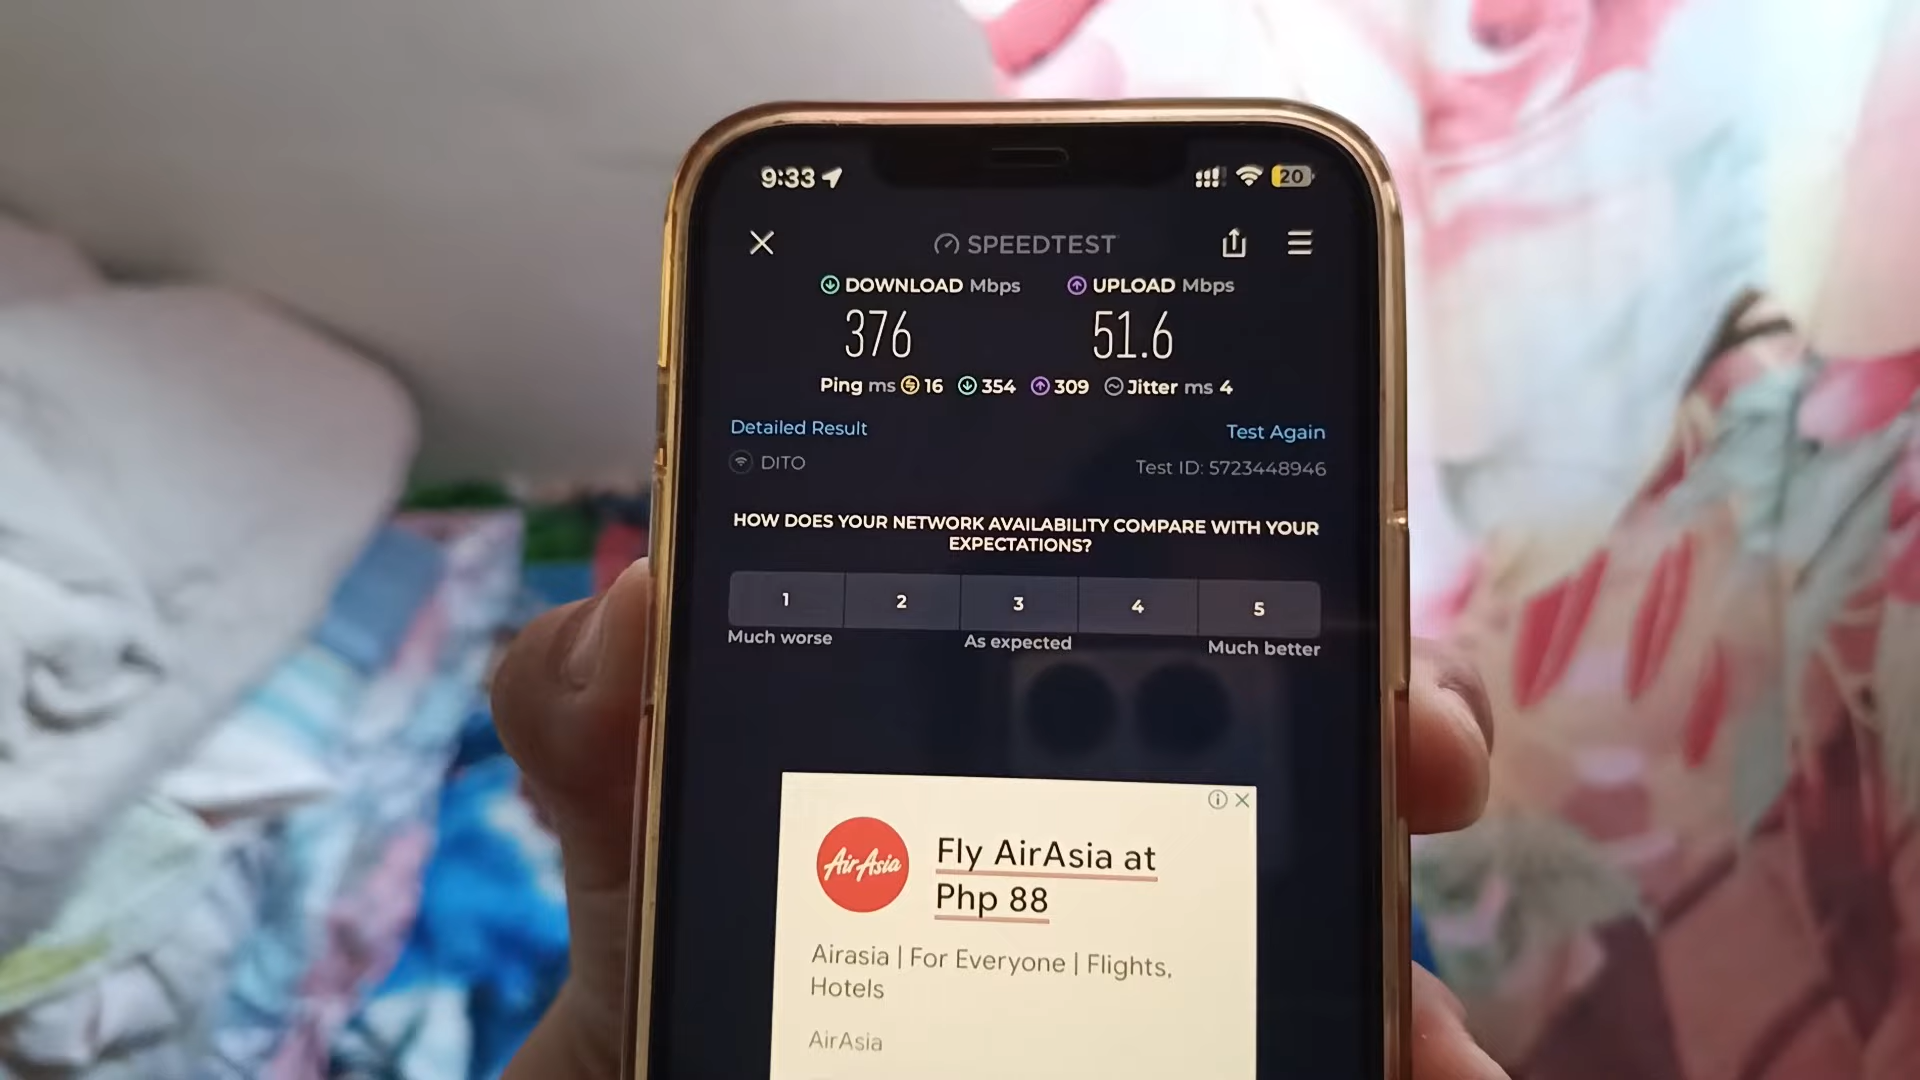 9:33
20
SPEEDTEST
DOWNLOAD Mbps
UPLOAD Mbps
376
51.6
Ping ms 16 354 309 Jitter ms 4
Detailed Result
Test Again
DITO
Test ID: 5723448946
HOW DOES YOUR NETWORK AVAILABILITY COMPARE WITH YOUR
EXPECTATIONS?
1 2 3 4 5
Much worse
As expected
Much better
AirAsia
Fly AirAsia at
Php 88
Airasia | For Everyone | Flights,
Hotels
AirAsia